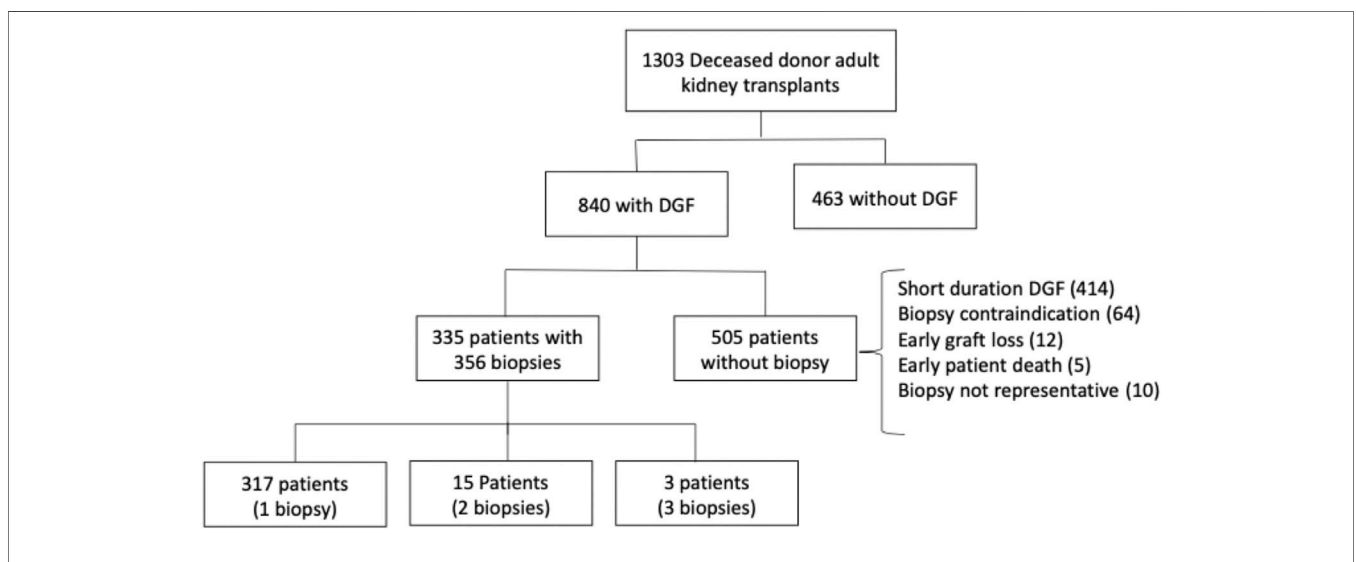 1303 Deceased donor adult
kidney transplants
840 with DGF
463 without DGF
335 patients with
356 biopsies
505 patients
without biopsy
Short duration DGF (414)
Biopsy contraindication (64)
Early graft loss (12)
Early patient death (5)
Biopsy not representative (10)
317 patients
(1 biopsy)
15 Patients
(2 biopsies)
3 patients
(3 biopsies)